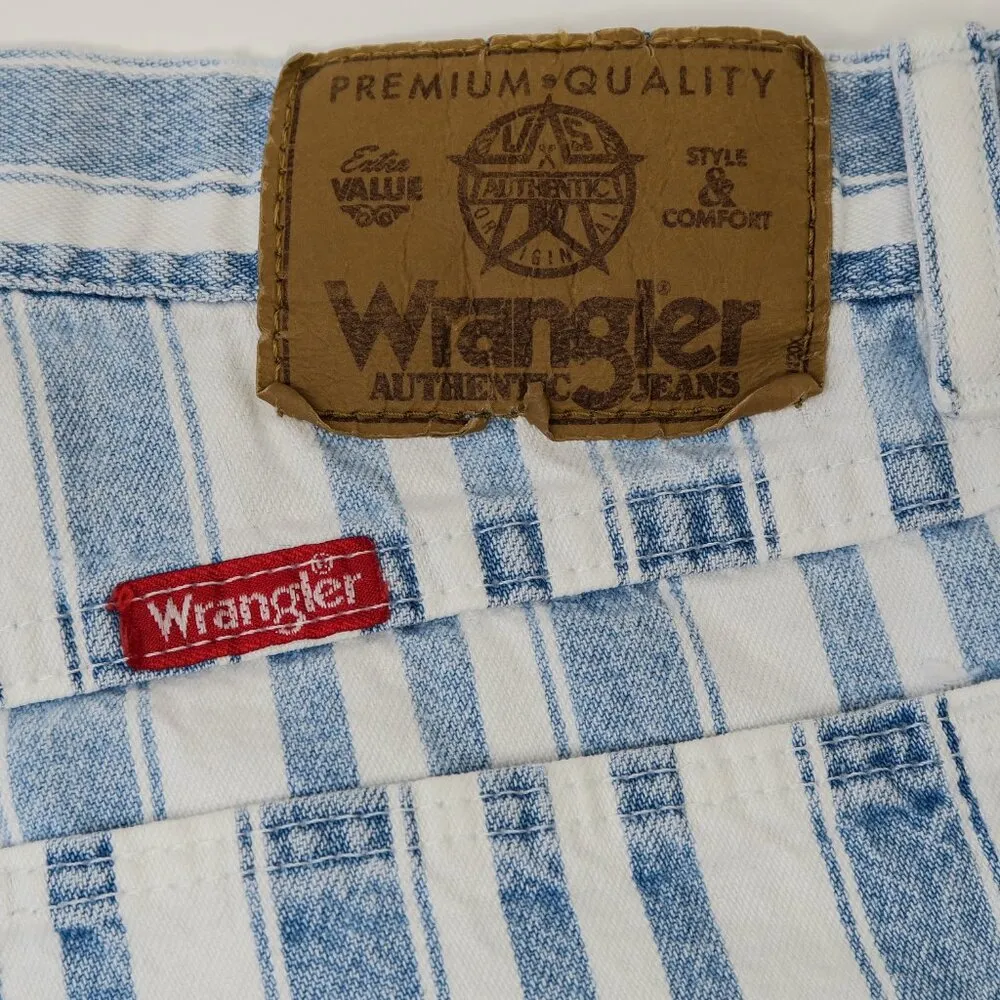 PREMIUM • QUALITY
U★S
Extra
VALUE
AUTHENTIC
ORIGINAL
STYLE
&
COMFORT
Wrangler®
AUTHENTIC JEANS
Wrangler®